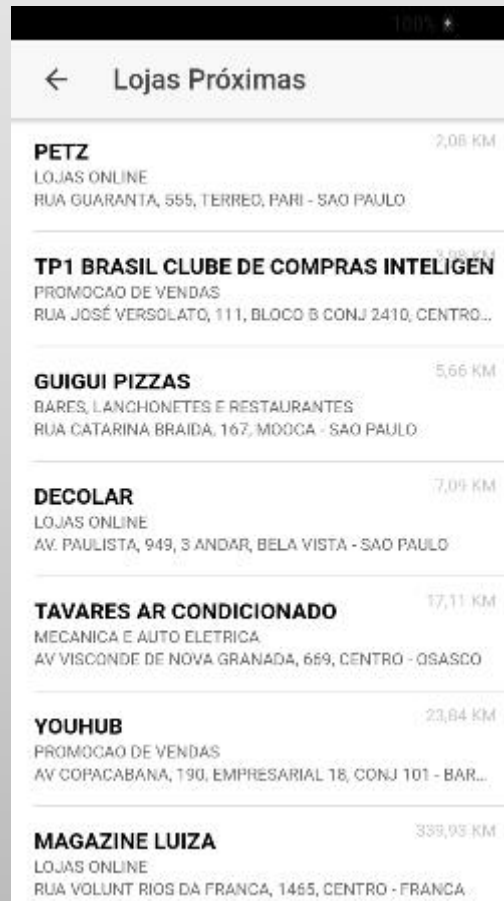 100%
Lojas Próximas
2,08 KM
PETZ
LOJAS ONLINE
RUA GUARANTA, 555, TERREO, PARI - SAO PAULO
3,98 KM
TP1 BRASIL CLUBE DE COMPRAS INTELIGEN
PROMOCAO DE VENDAS
RUA JOSÉ VERSOLATO, 111, BLOCO B CONJ 2410, CENTRO...
5,66 KM
GUIGUI PIZZAS
BARES, LANCHONETES E RESTAURANTES
RUA CATARINA BRAIDA, 167, MOOCA - SAO PAULO
7,09 KM
DECOLAR
LOJAS ONLINE
AV. PAULISTA, 949, 3 ANDAR, BELA VISTA - SAO PAULO
17,11 KM
TAVARES AR CONDICIONADO
MECANICA E AUTO ELETRICA
AV VISCONDE DE NOVA GRANADA, 669, CENTRO - OSASCO
23,84 KM
YOUHUB
PROMOCAO DE VENDAS
AV COPACABANA, 190, EMPRESARIAL 18, CONJ 101 - BAR...
339,93 KM
MAGAZINE LUIZA
LOJAS ONLINE
RUA VOLUNT RIOS DA FRANCA, 1465, CENTRO - FRANCA